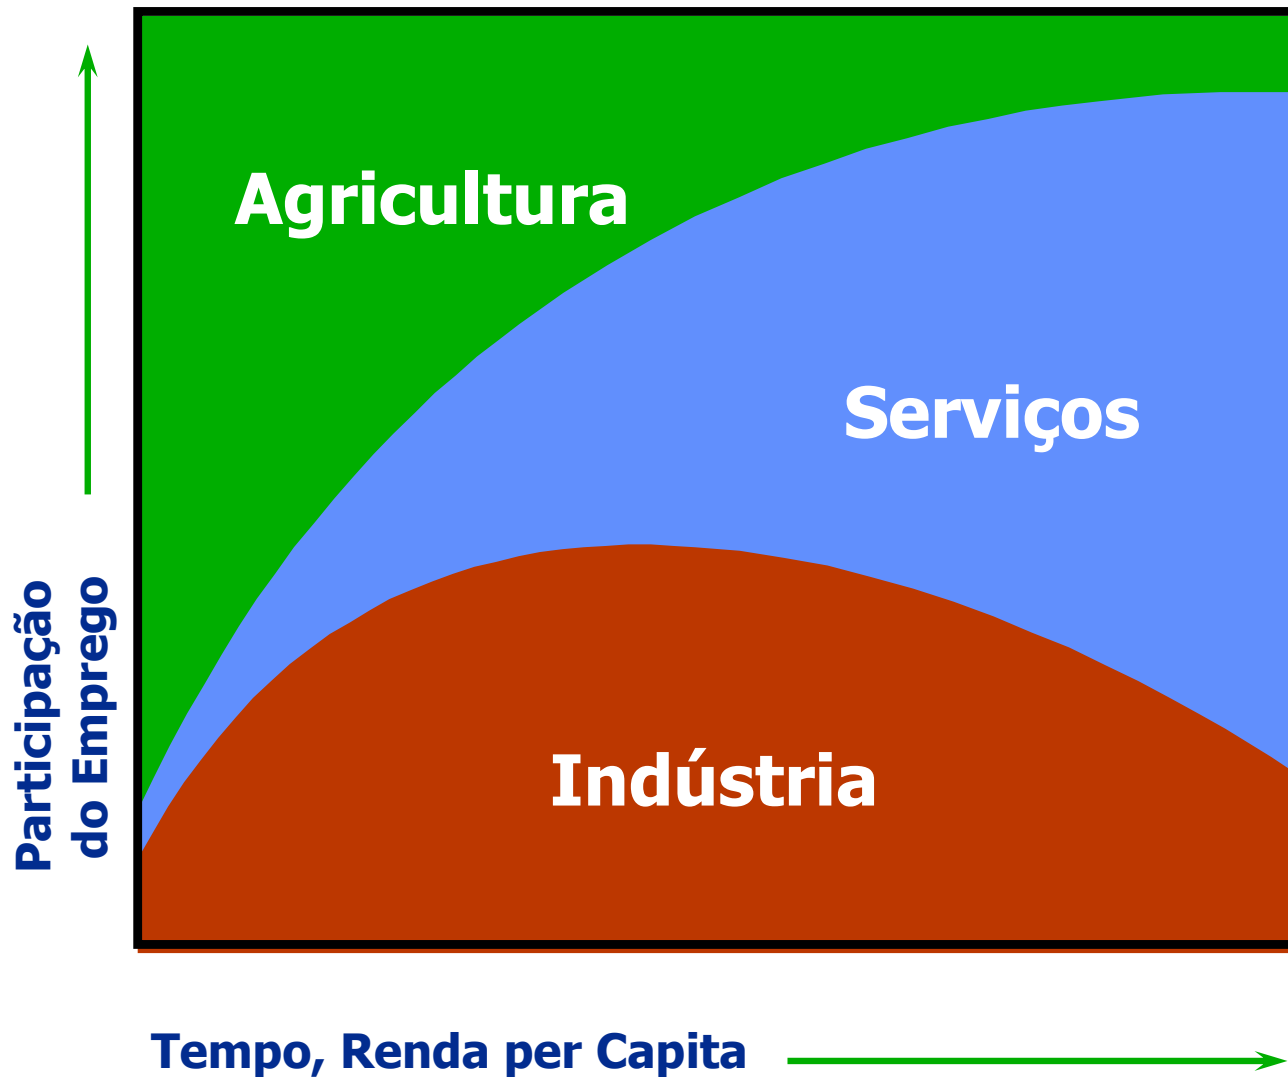 Agricultura
Serviços
Indústria
Participação
do Emprego
Tempo, Renda per Capita